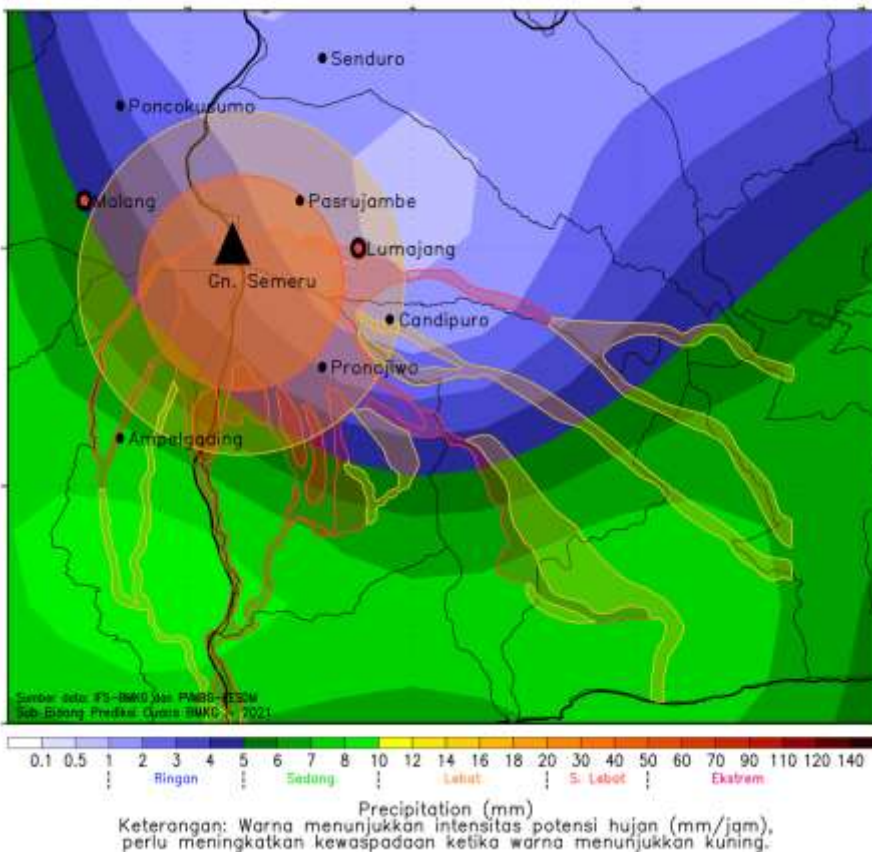 Senduro
Poncokusumo
Malang
Pasrujambe
Lumajang
Gn. Semeru
Candipuro
Pronojiwo
Ampelgading
Sumber data: IFS-BMKG dan PVMBG-ESDM
Sub-Bidang Prediksi Cuaca BMKG - 2021
0.1 0.5 1 2 3 4 5 6 7 8 10 12 14 16 18 20 30 40 50 60 70 90 110 120 140
Ringan Sedang Lebat S. Lebat Ekstrem
Precipitation (mm)
Keterangan: Warna menunjukkan intensitas potensi hujan (mm/jam),
perlu meningkatkan kewaspadaan ketika warna menunjukkan kuning.